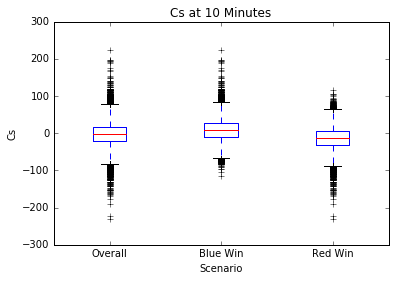 Cs at 10 Minutes
300
200
100
0
−100
−200
−300
Cs
Overall
Blue Win
Red Win
Scenario